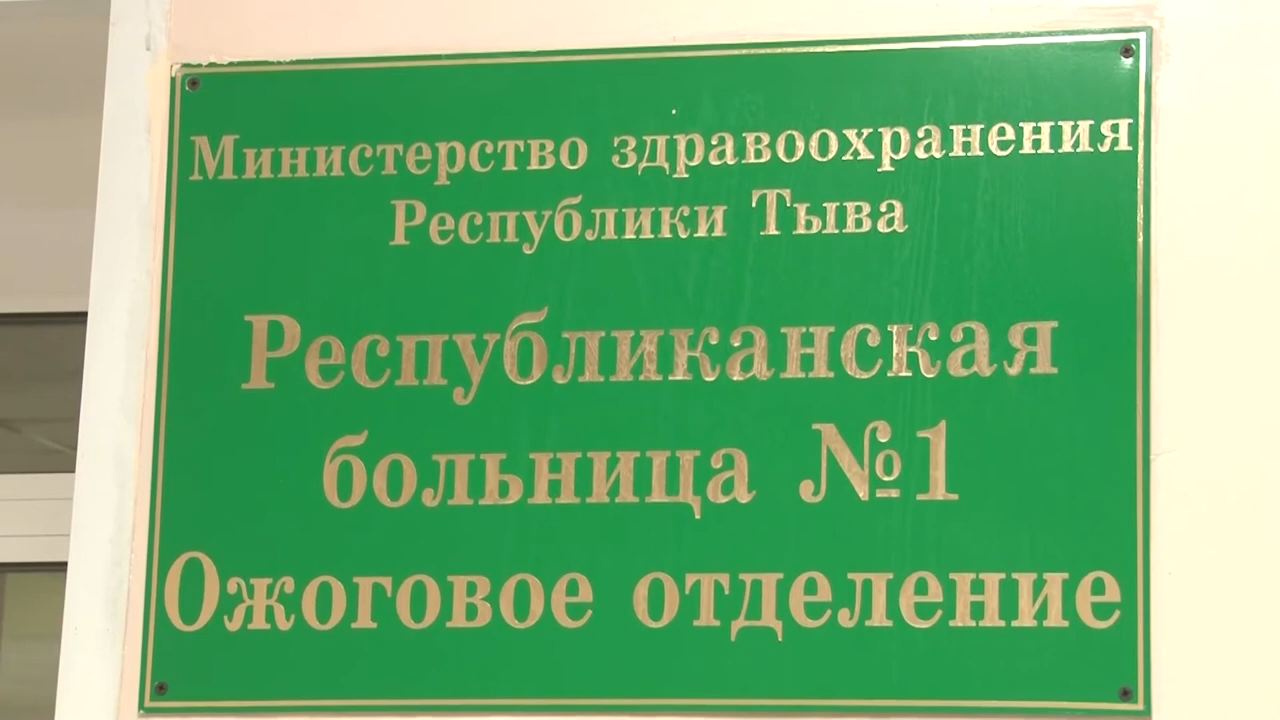 Министерство здравоохранения
Республики Тыва
Республиканская
больница №1
Ожоговое отделение